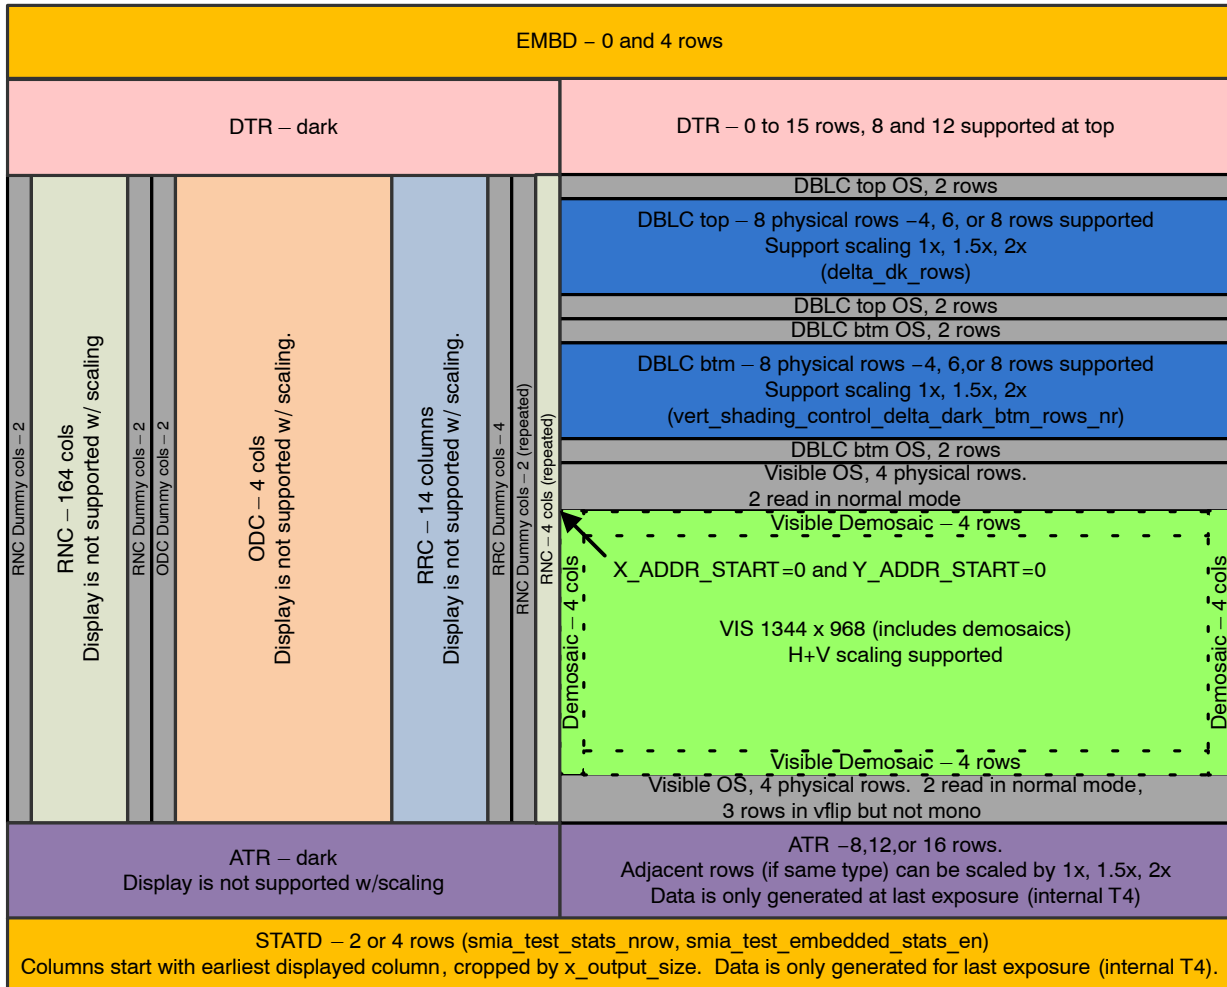 EMBD – 0 and 4 rows
DTR – dark
DTR – 0 to 15 rows, 8 and 12 supported at top
RNC Dummy cols – 2
RNC – 164 cols
Display is not supported w/ scaling
RNC Dummy cols – 2
ODC Dummy cols – 2
ODC – 4 cols
Display is not supported w/ scaling.
RRC – 14 columns
Display is not supported w/ scaling.
RRC Dummy cols – 4
RNC Dummy cols – 2 (repeated)
RNC – 4 cols (repeated)
DBLC top OS, 2 rows
DBLC top – 8 physical rows –4, 6, or 8 rows supported
Support scaling 1x, 1.5x, 2x
(delta_dk_rows)
DBLC top OS, 2 rows
DBLC btm OS, 2 rows
DBLC btm – 8 physical rows –4, 6,or 8 rows supported
Support scaling 1x, 1.5x, 2x
(vert_shading_control_delta_dark_btm_rows_nr)
DBLC btm OS, 2 rows
Visible OS, 4 physical rows.
2 read in normal mode
Visible Demosaic – 4 rows
X_ADDR_START=0 and Y_ADDR_START=0
Demosaic – 4 cols
VIS 1344 x 968 (includes demosaics)
H+V scaling supported
Demosaic – 4 cols
Visible Demosaic – 4 rows
Visible OS, 4 physical rows.  2 read in normal mode,
3 rows in vflip but not mono
ATR – dark
Display is not supported w/scaling
ATR –8,12,or 16 rows.
Adjacent rows (if same type) can be scaled by 1x, 1.5x, 2x
Data is only generated at last exposure (internal T4)
STATD – 2 or 4 rows (smia_test_stats_nrow, smia_test_embedded_stats_en)
Columns start with earliest displayed column, cropped by x_output_size.  Data is only generated for last exposure (internal T4).